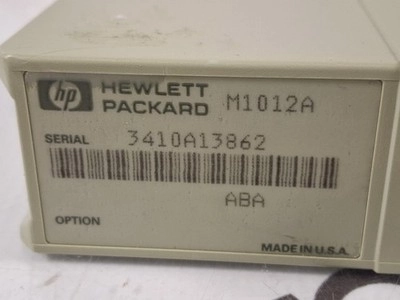 hp HEWLETT
PACKARD M1012A
SERIAL 3410A13862
ABA
OPTION
MADE IN U.S.A.